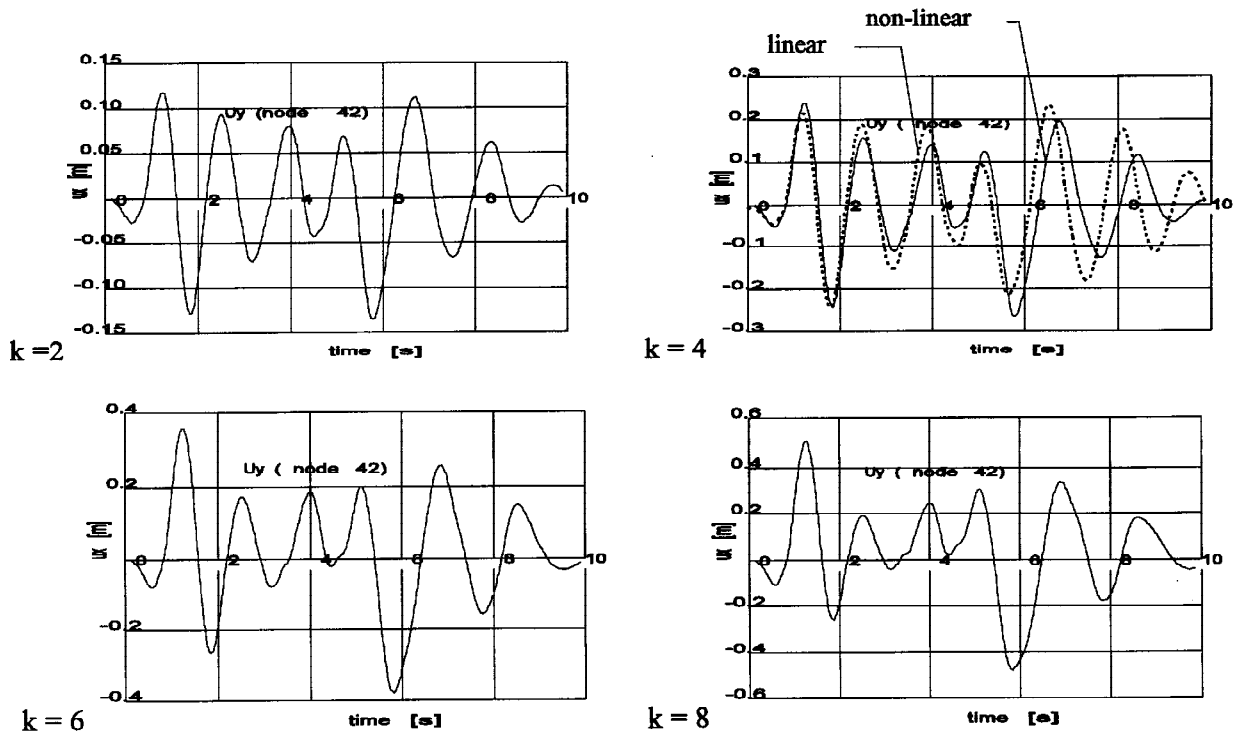 non-linear
linear
0.15
0.10
0.05
-0.05
-0.10
-0.15
Uy (node 42)
ux [m]
0 2 4 6 8 10
time [s]
k =2
0.3
0.2
0.1
-0.1
-0.2
-0.3
Uy ( node 42)
ux [m]
0 2 4 6 8 10
time [s]
k = 4
0.4
0.2
-0.2
-0.4
Uy ( node 42)
ux [m]
0 2 4 6 8 10
time [s]
k = 6
0.6
0.4
0.2
-0.2
-0.4
-0.6
Uy ( node 42)
ux [m]
0 2 4 6 8 10
time [s]
k = 8